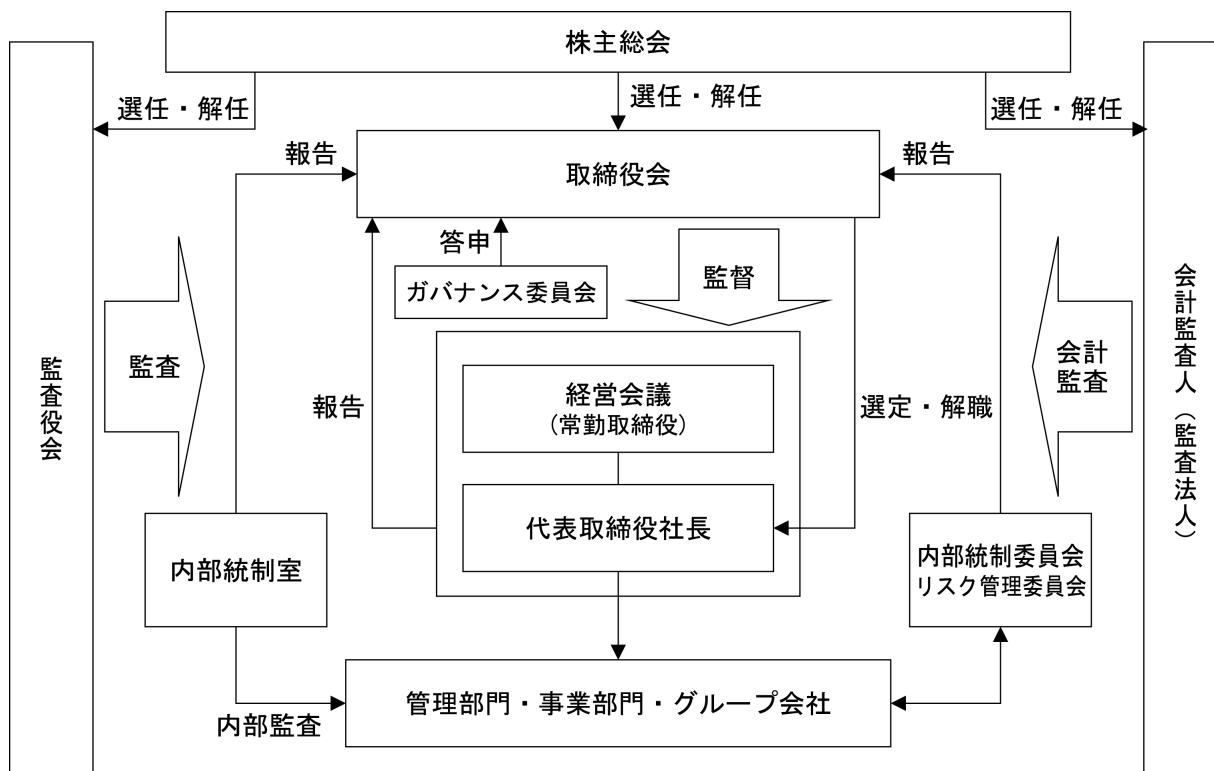 株主総会
選任・解任
選任・解任
選任・解任
報告
取締役会
報告
答申
ガバナンス委員会
監督
監査役会
監査
会計
監査
会計監査人（監査法人）
経営会議
（常勤取締役）
報告
選定・解職
代表取締役社長
内部統制室
内部統制委員会
リスク管理委員会
管理部門・事業部門・グループ会社
内部監査